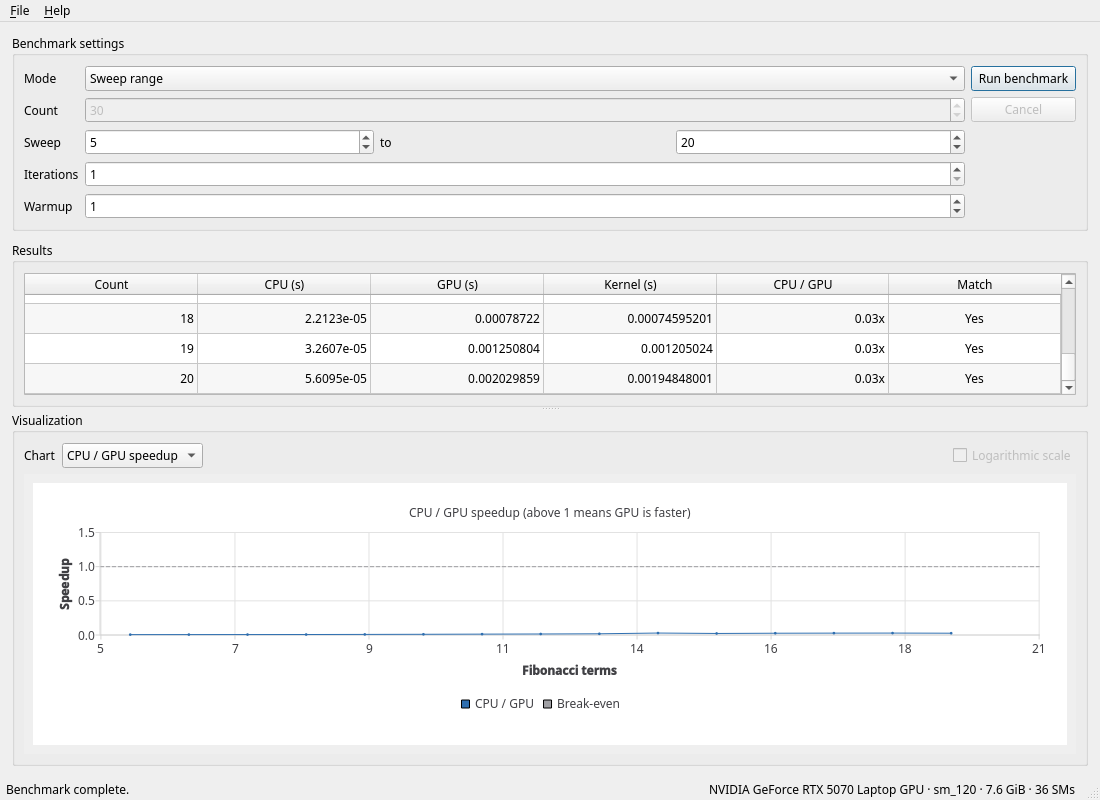 File Help
Benchmark settings
Mode Sweep range Run benchmark
Count 30 Cancel
Sweep 5 to 20
Iterations 1
Warmup 1
Results
Count CPU (s) GPU (s) Kernel (s) CPU / GPU Match
18 2.2123e-05 0.00078722 0.00074595201 0.03x Yes
19 3.2607e-05 0.001250804 0.001205024 0.03x Yes
20 5.6095e-05 0.002029859 0.00194848001 0.03x Yes
Visualization
Chart CPU / GPU speedup Logarithmic scale
CPU / GPU speedup (above 1 means GPU is faster)
1.5
1.0
0.5
0.0
Speedup
5 7 9 11 14 16 18 21
Fibonacci terms
CPU / GPU Break-even
Benchmark complete. NVIDIA GeForce RTX 5070 Laptop GPU · sm_120 · 7.6 GiB · 36 SMs